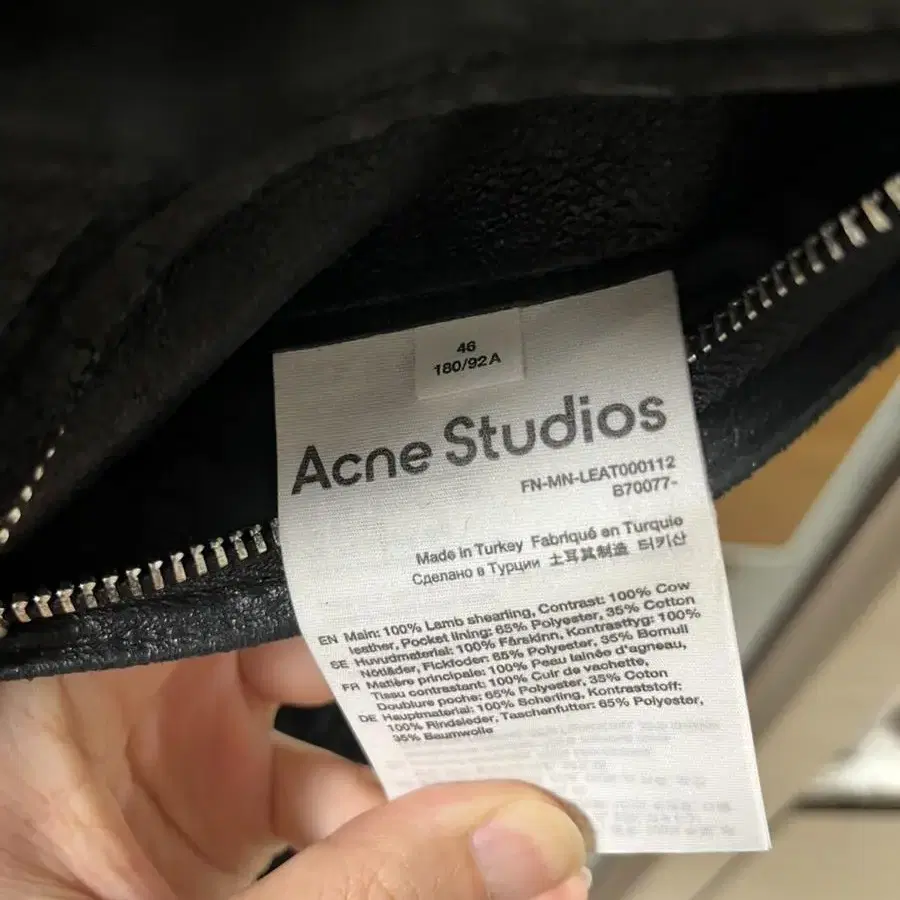 46
180/92A
Acne Studios
FN-MN-LEAT000112
B70077-
Made in Turkey Fabriqué en Turquie
Сделано в Турции 土耳其制造 터키산
EN Main: 100% Lamb shearling, Contrast: 100% Cow
leather, Pocket lining: 65% Polyester, 35% Cotton
SE Huvudmaterial: 100% Fårskinn, Kontrasttyg: 100%
Nötläder, Fickfoder: 65% Polyester, 35% Bomull
FR Matière principale: 100% Peau lainée d'agneau,
Tissu contrastant: 100% Cuir de vachette,
Doublure poche: 65% Polyester, 35% Coton
DE Hauptmaterial: 100% Scherling, Kontraststoff:
100% Rindsleder, Taschenfutter: 65% Polyester,
35% Baumwolle